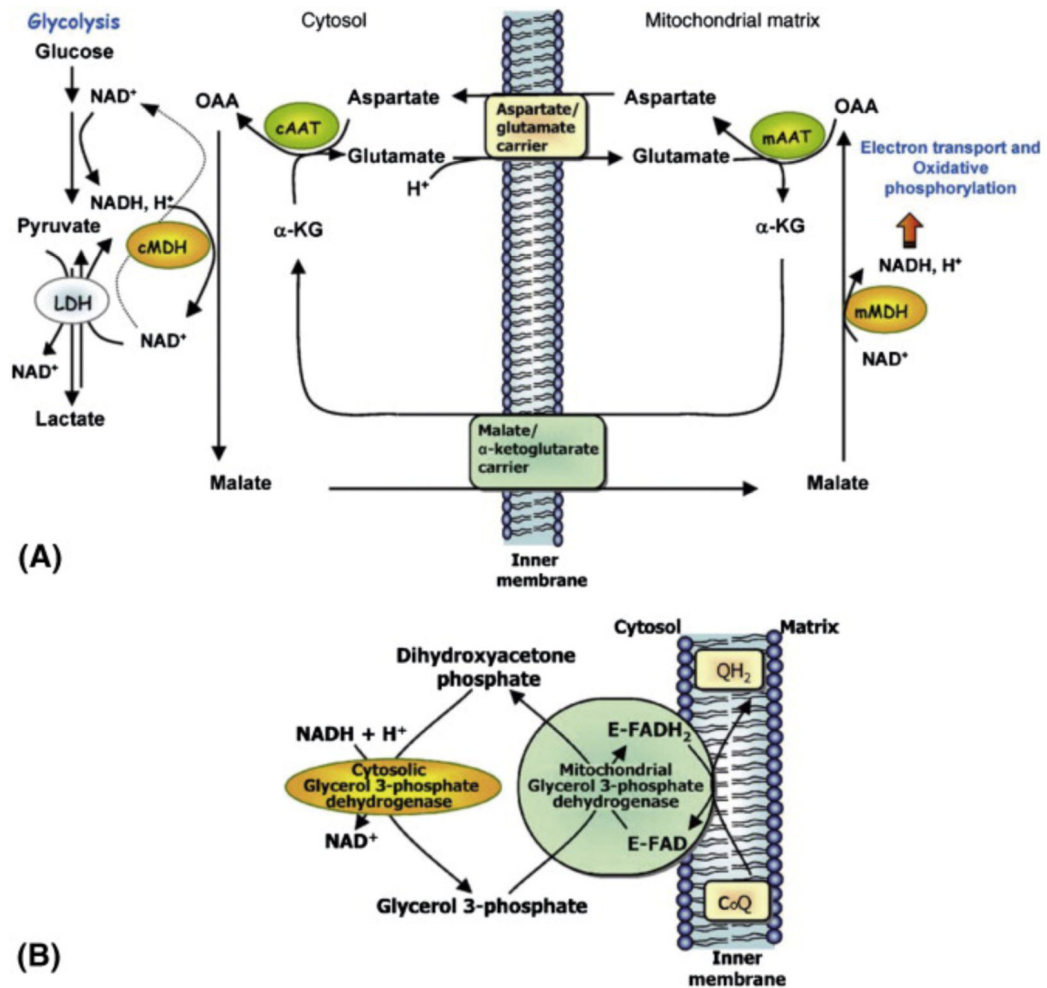 Glycolysis
Cytosol
Mitochondrial matrix
Glucose
NAD⁺
OAA
cAAT
Aspartate
Aspartate/
glutamate
carrier
Aspartate
mAAT
OAA
Glutamate
H⁺
Glutamate
Electron transport and
Oxidative
phosphorylation
NADH, H⁺
Pyruvate
cMDH
α-KG
α-KG
NADH, H⁺
LDH
mMDH
NAD⁺
NAD⁺
NAD⁺
Lactate
Malate/
α-ketoglutarate
carrier
Malate
Malate
(A)
Inner
membrane
Cytosol
Matrix
Dihydroxyacetone
phosphate
QH₂
NADH + H⁺
E-FADH₂
Cytosolic
Glycerol 3-phosphate
dehydrogenase
Mitochondrial
Glycerol 3-phosphate
dehydrogenase
NAD⁺
E-FAD
Glycerol 3-phosphate
CoQ
(B)
Inner
membrane